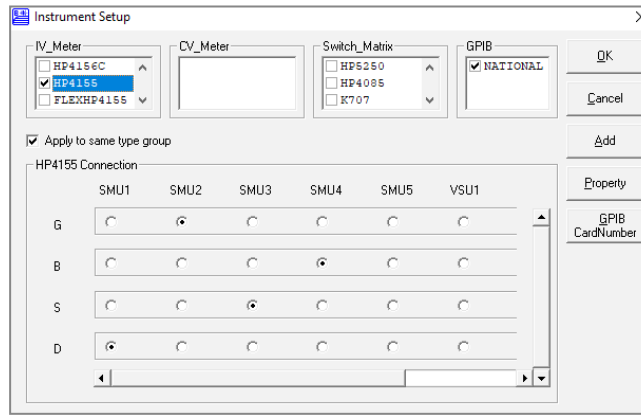 Instrument Setup
IV_Meter
HP4156C
HP4155
FLEXHP4155
CV_Meter
Switch_Matrix
HP5250
HP4085
K707
GPIB
NATIONAL
OK
Cancel
Add
Property
GPIB
CardNumber
Apply to same type group
HP4155 Connection
SMU1 SMU2 SMU3 SMU4 SMU5 VSU1
G
B
S
D